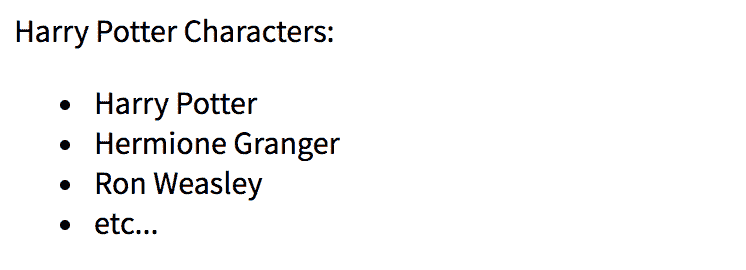 Harry Potter Characters:
• Harry Potter
• Hermione Granger
• Ron Weasley
• etc...